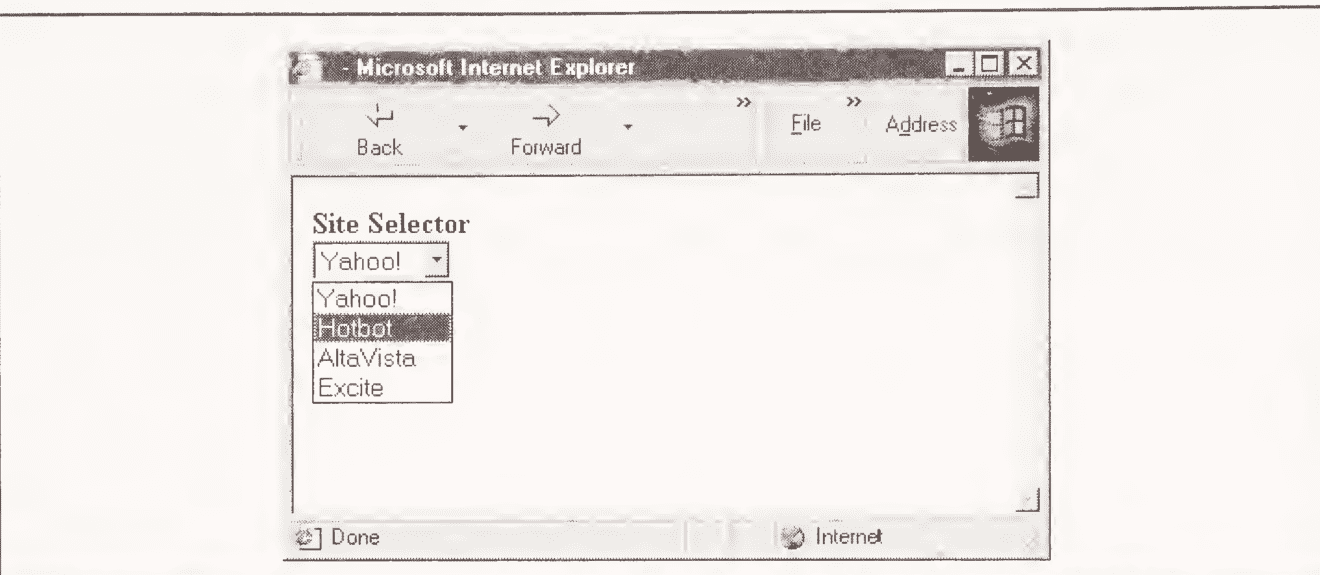 - Microsoft Internet Explorer
Back Forward » File » Address
Site Selector
Yahoo!
Yahoo!
Hotbot
AltaVista
Excite
Done Internet